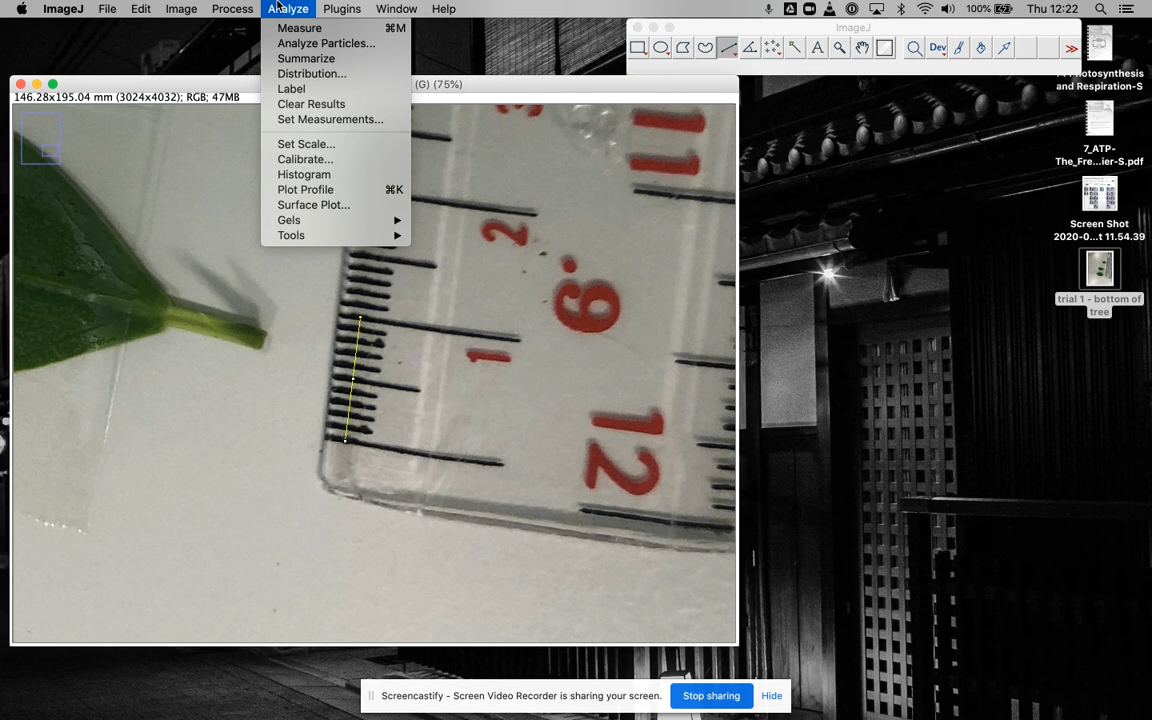 ImageJ File Edit Image Process Analyze Plugins Window Help 100% Thu 12:22
ImageJ
Measure ⌘M
Analyze Particles...
Summarize
Distribution...
Label
Clear Results
Set Measurements...
Set Scale...
Calibrate...
Histogram
Plot Profile ⌘K
Surface Plot...
Gels
Tools
(G) (75%)
146.28x195.04 mm (3024x4032); RGB; 47MB
Dev
11
2
9
1
12
and Respiration-S
7_ATP-
The_Fre...ier-S.pdf
Screen Shot
2020-0...t 11.54.39
trial 1 - bottom of
tree
Screencastify - Screen Video Recorder is sharing your screen. Stop sharing Hide